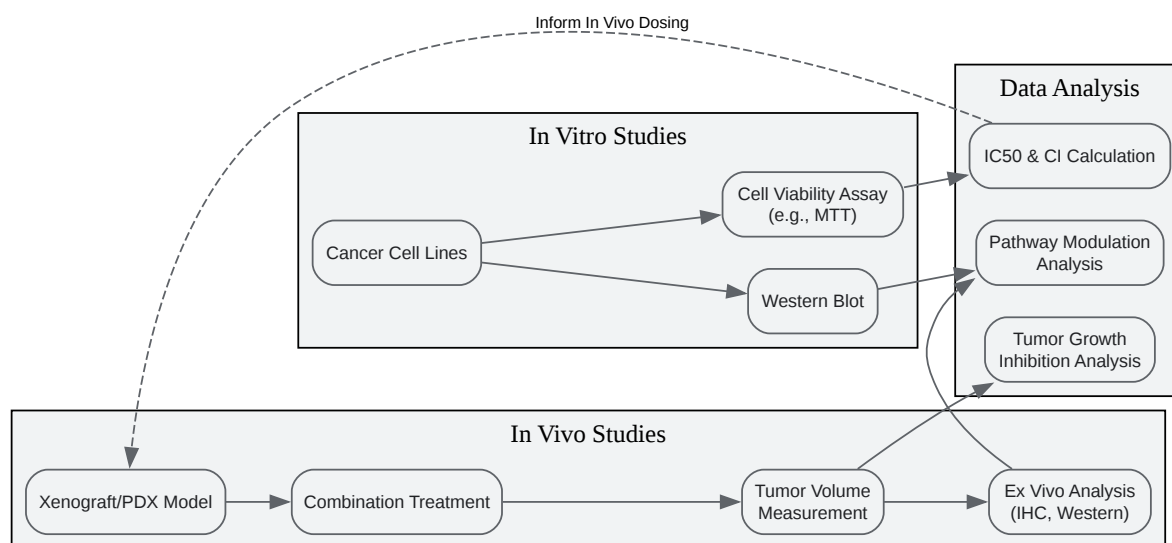 Inform In Vivo Dosing
Data Analysis
IC50 & CI Calculation
Pathway Modulation
Analysis
Tumor Growth
Inhibition Analysis
In Vitro Studies
Cancer Cell Lines
Cell Viability Assay
(e.g., MTT)
Western Blot
In Vivo Studies
Xenograft/PDX Model
Combination Treatment
Tumor Volume
Measurement
Ex Vivo Analysis
(IHC, Western)